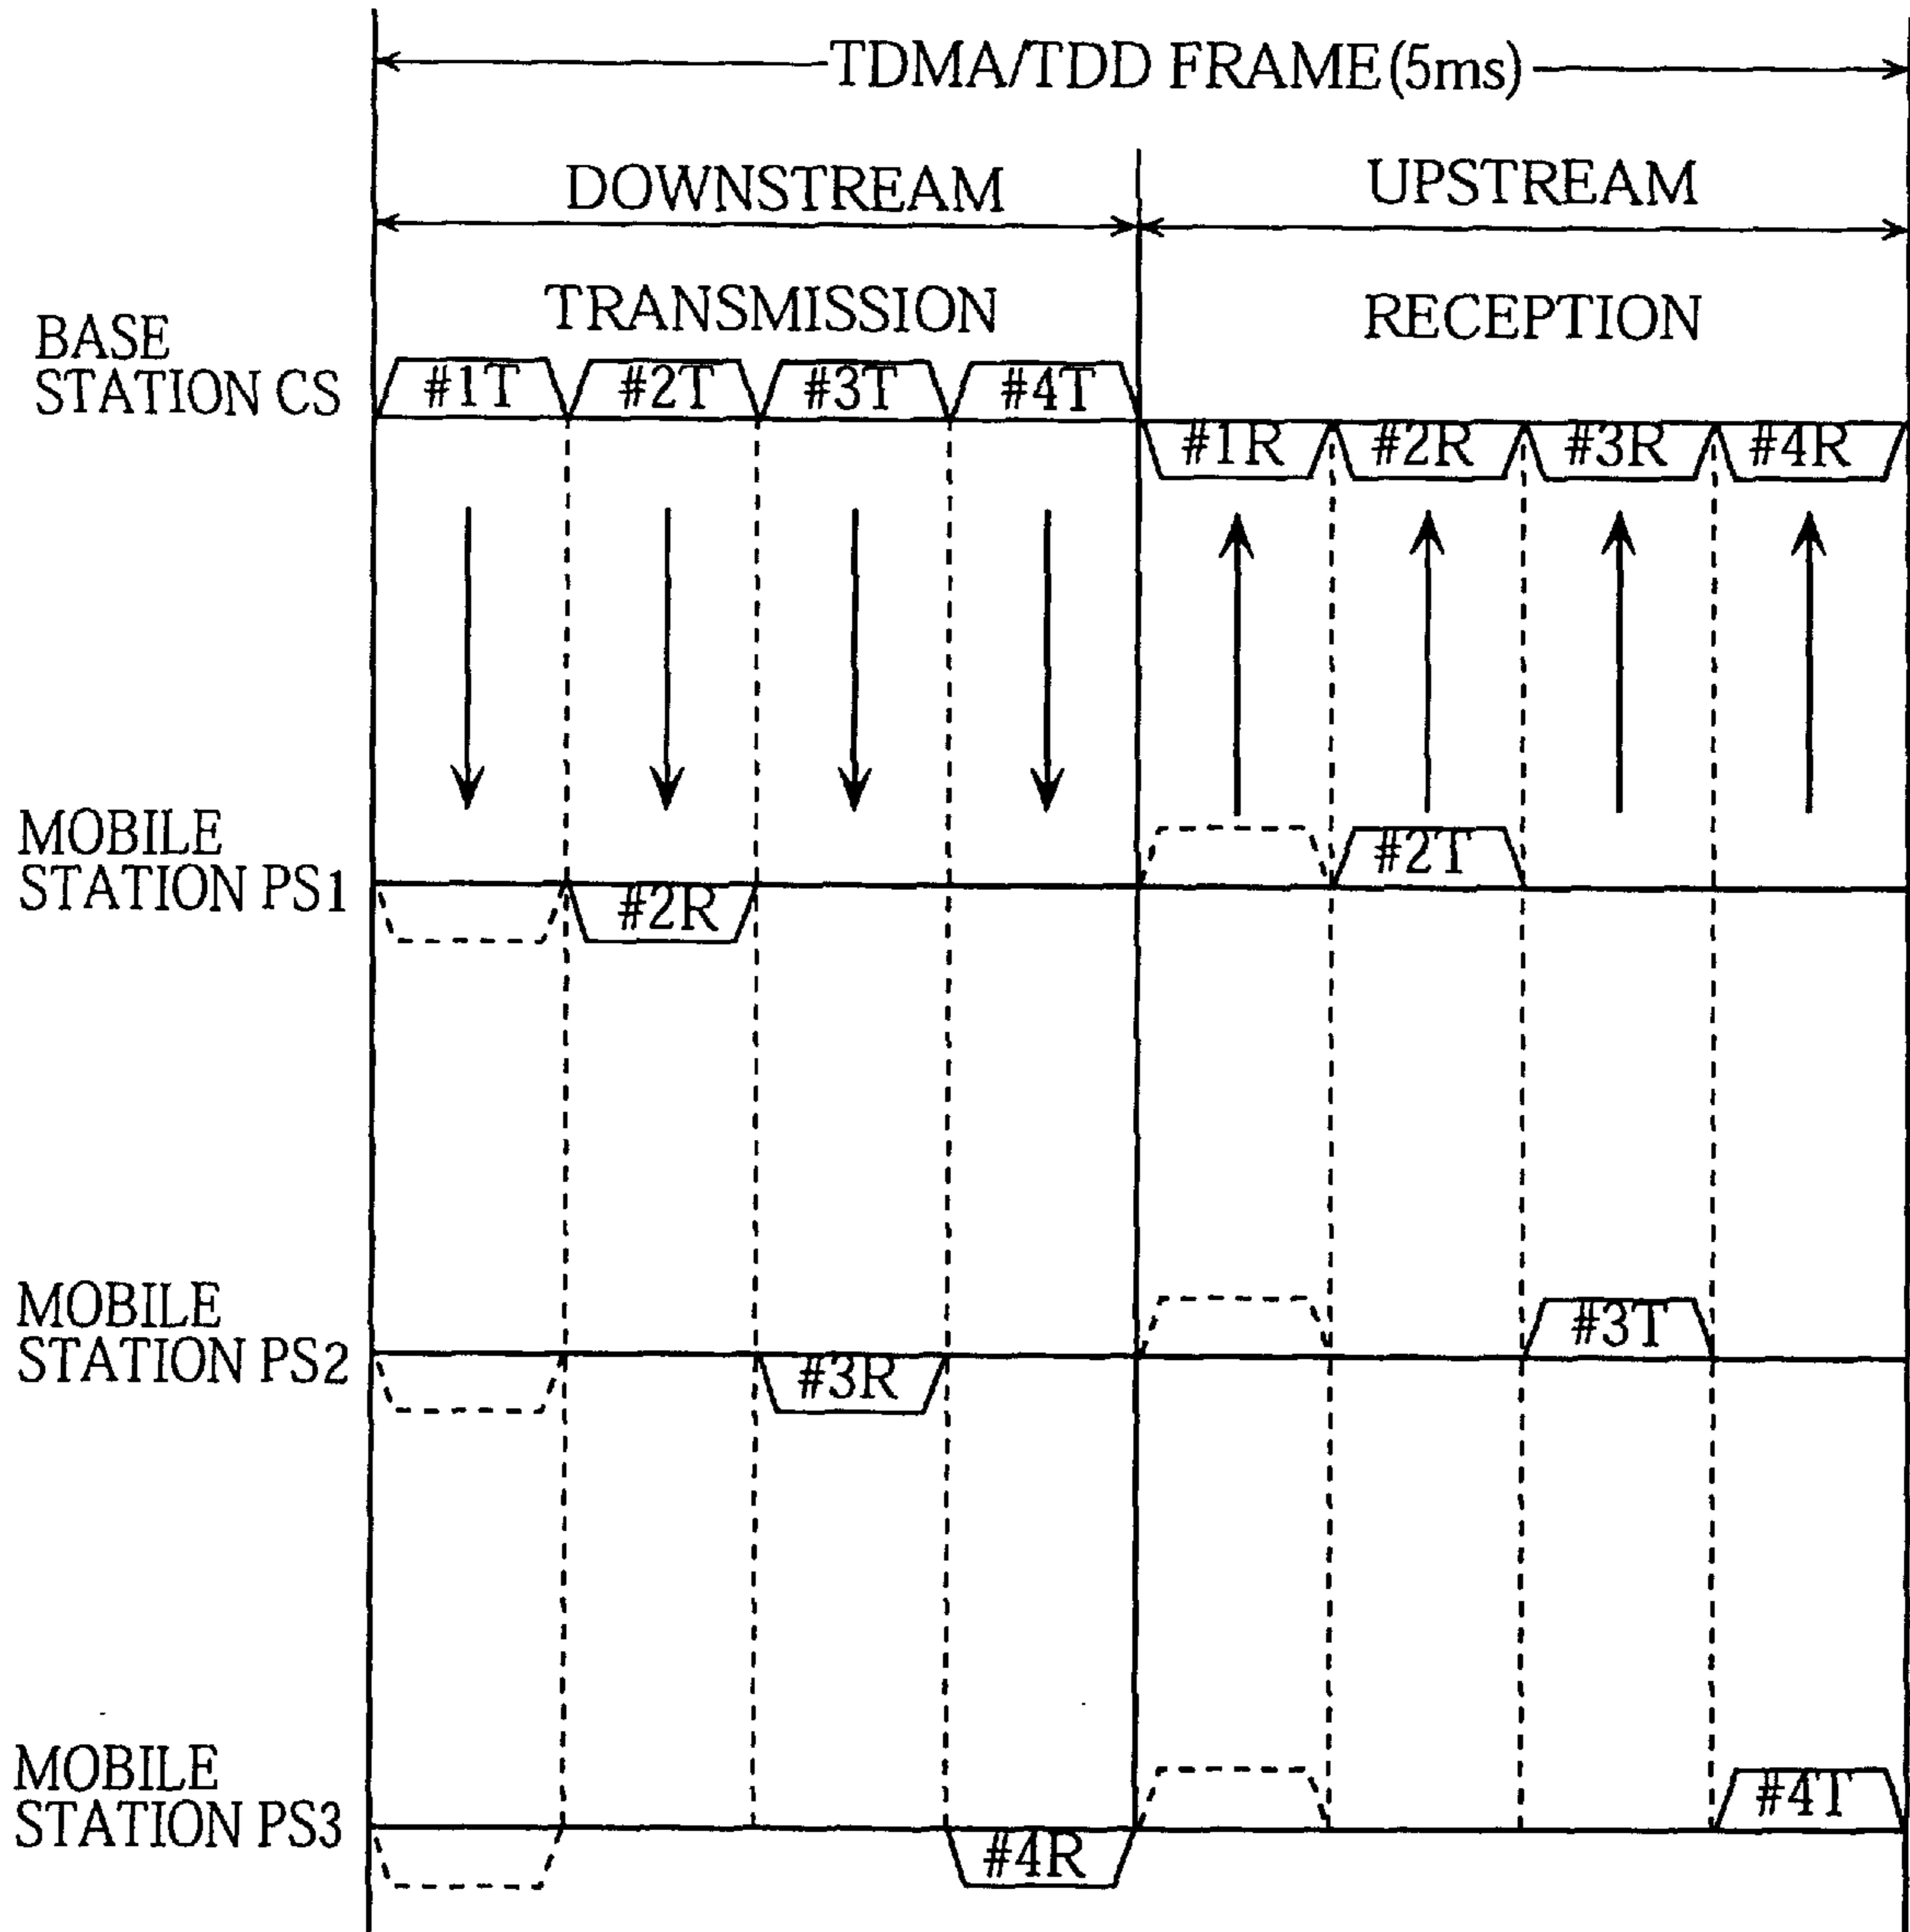 TDMA/TDD FRAME(5ms)
DOWNSTREAM
UPSTREAM
TRANSMISSION
RECEPTION
BASE
STATION CS
#1T
#2T
#3T
#4T
#1R
#2R
#3R
#4R
MOBILE
STATION PS1
#2R
#2T
MOBILE
STATION PS2
#3R
#3T
MOBILE
STATION PS3
#4R
#4T